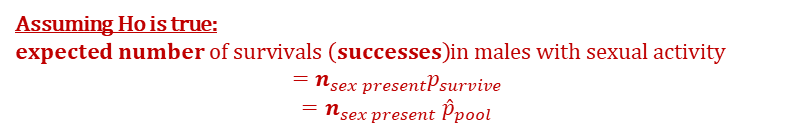 Assuming Ho is true:
expected number of survivals (successes)in males with sexual activity
= n_{sex present}p_{survive}
= n_{sex present} p̂_{pool}